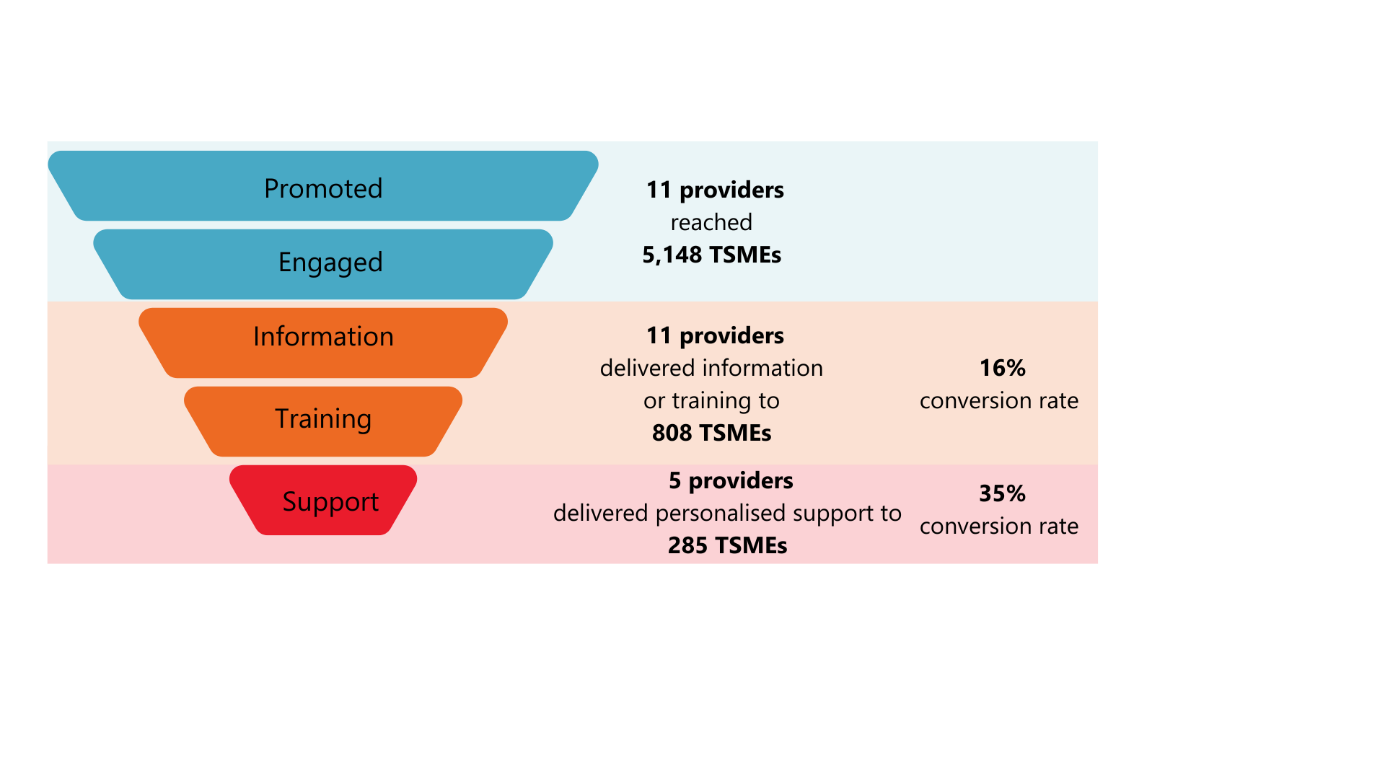 Promoted
Engaged
11 providers
reached
5,148 TSMEs
Information
Training
11 providers
delivered information
or training to
808 TSMEs
16%
conversion rate
Support
5 providers
delivered personalised support to
285 TSMEs
35%
conversion rate